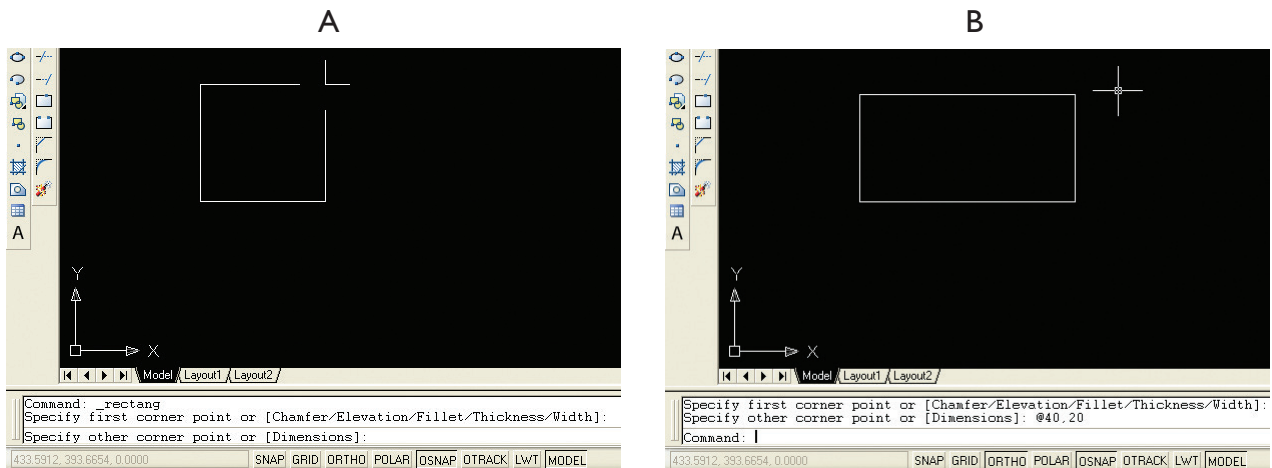 A
A
Y
X
Model Layout1 Layout2
Command: _rectang
Specify first corner point or [Chamfer/Elevation/Fillet/Thickness/Width]:
Specify other corner point or [Dimensions]:
433.5912, 393.6654, 0.0000 SNAP GRID ORTHO POLAR OSNAP OTRACK LWT MODEL
B
A
Y
X
Model Layout1 Layout2
Specify first corner point or [Chamfer/Elevation/Fillet/Thickness/Width]:
Specify other corner point or [Dimensions]: @40,20
Command:
433.5912, 393.6654, 0.0000 SNAP GRID ORTHO POLAR OSNAP OTRACK LWT MODEL